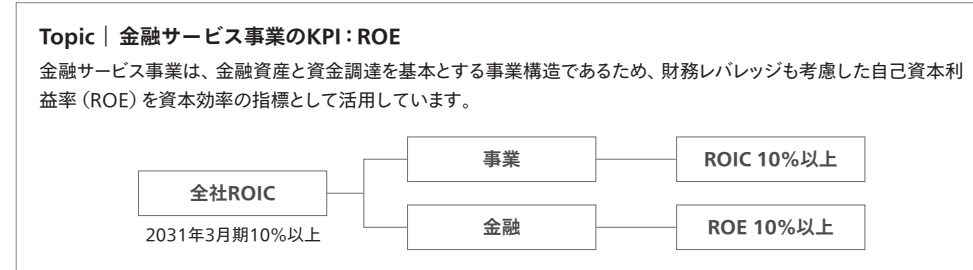 Topic｜金融サービス事業のKPI：ROE
金融サービス事業は、金融資産と資金調達を基本とする事業構造であるため、財務レバレッジも考慮した自己資本利
益率（ROE）を資本効率の指標として活用しています。
事業
ROIC 10%以上
全社ROIC
2031年3月期10%以上
金融
ROE 10%以上